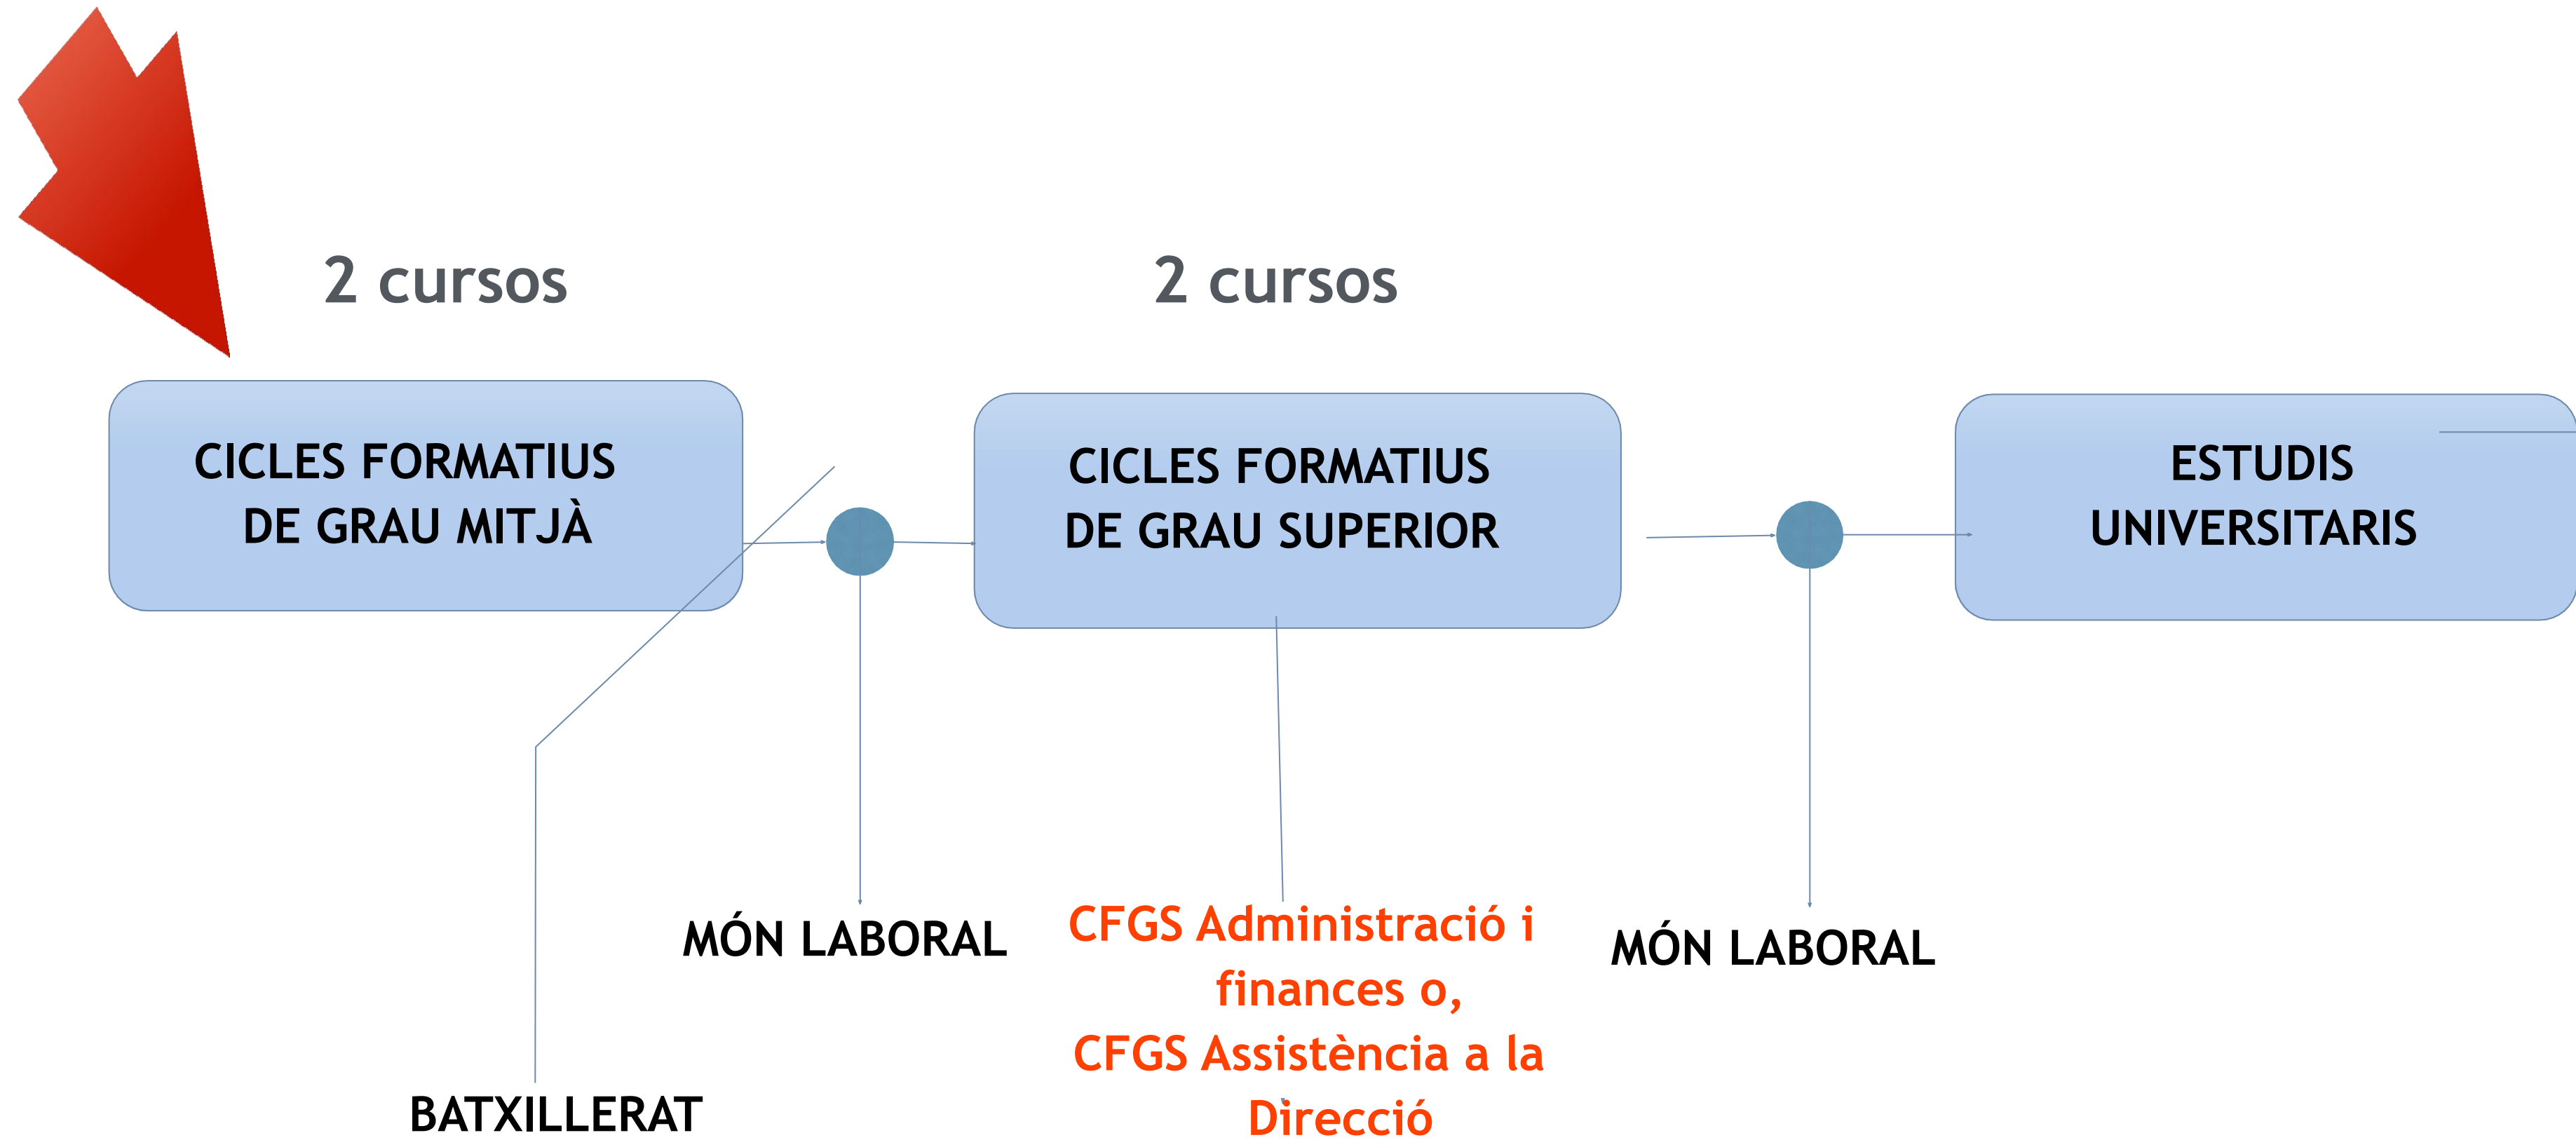 2 cursos
2 cursos
CICLES FORMATIUS
DE GRAU MITJÀ
CICLES FORMATIUS
DE GRAU SUPERIOR
ESTUDIS
UNIVERSITARIS
MÓN LABORAL
CFGS Administració i
finances o,
CFGS Assistència a la
Direcció
MÓN LABORAL
BATXILLERAT